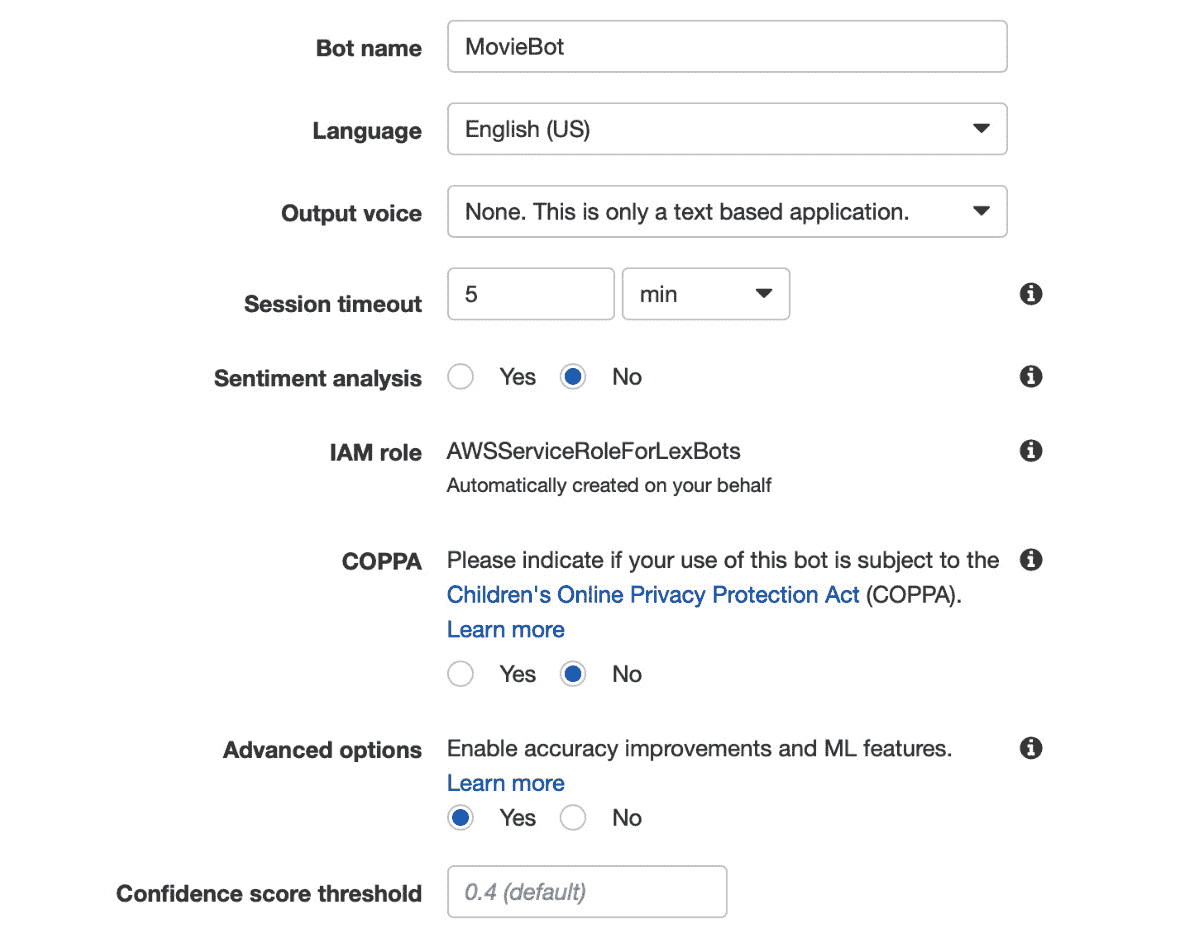 Bot name MovieBot
Language English (US)
Output voice None. This is only a text based application.
Session timeout 5 min
Sentiment analysis Yes No
IAM role AWSServiceRoleForLexBots
Automatically created on your behalf
COPPA Please indicate if your use of this bot is subject to the
Children's Online Privacy Protection Act (COPPA).
Learn more
Yes No
Advanced options Enable accuracy improvements and ML features.
Learn more
Yes No
Confidence score threshold 0.4 (default)